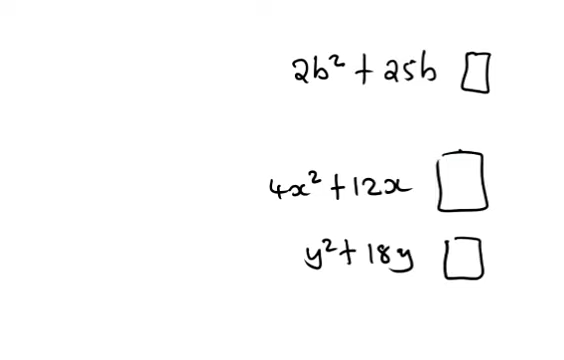 2b² + 25b □
4x² + 12x □
y² + 18y □